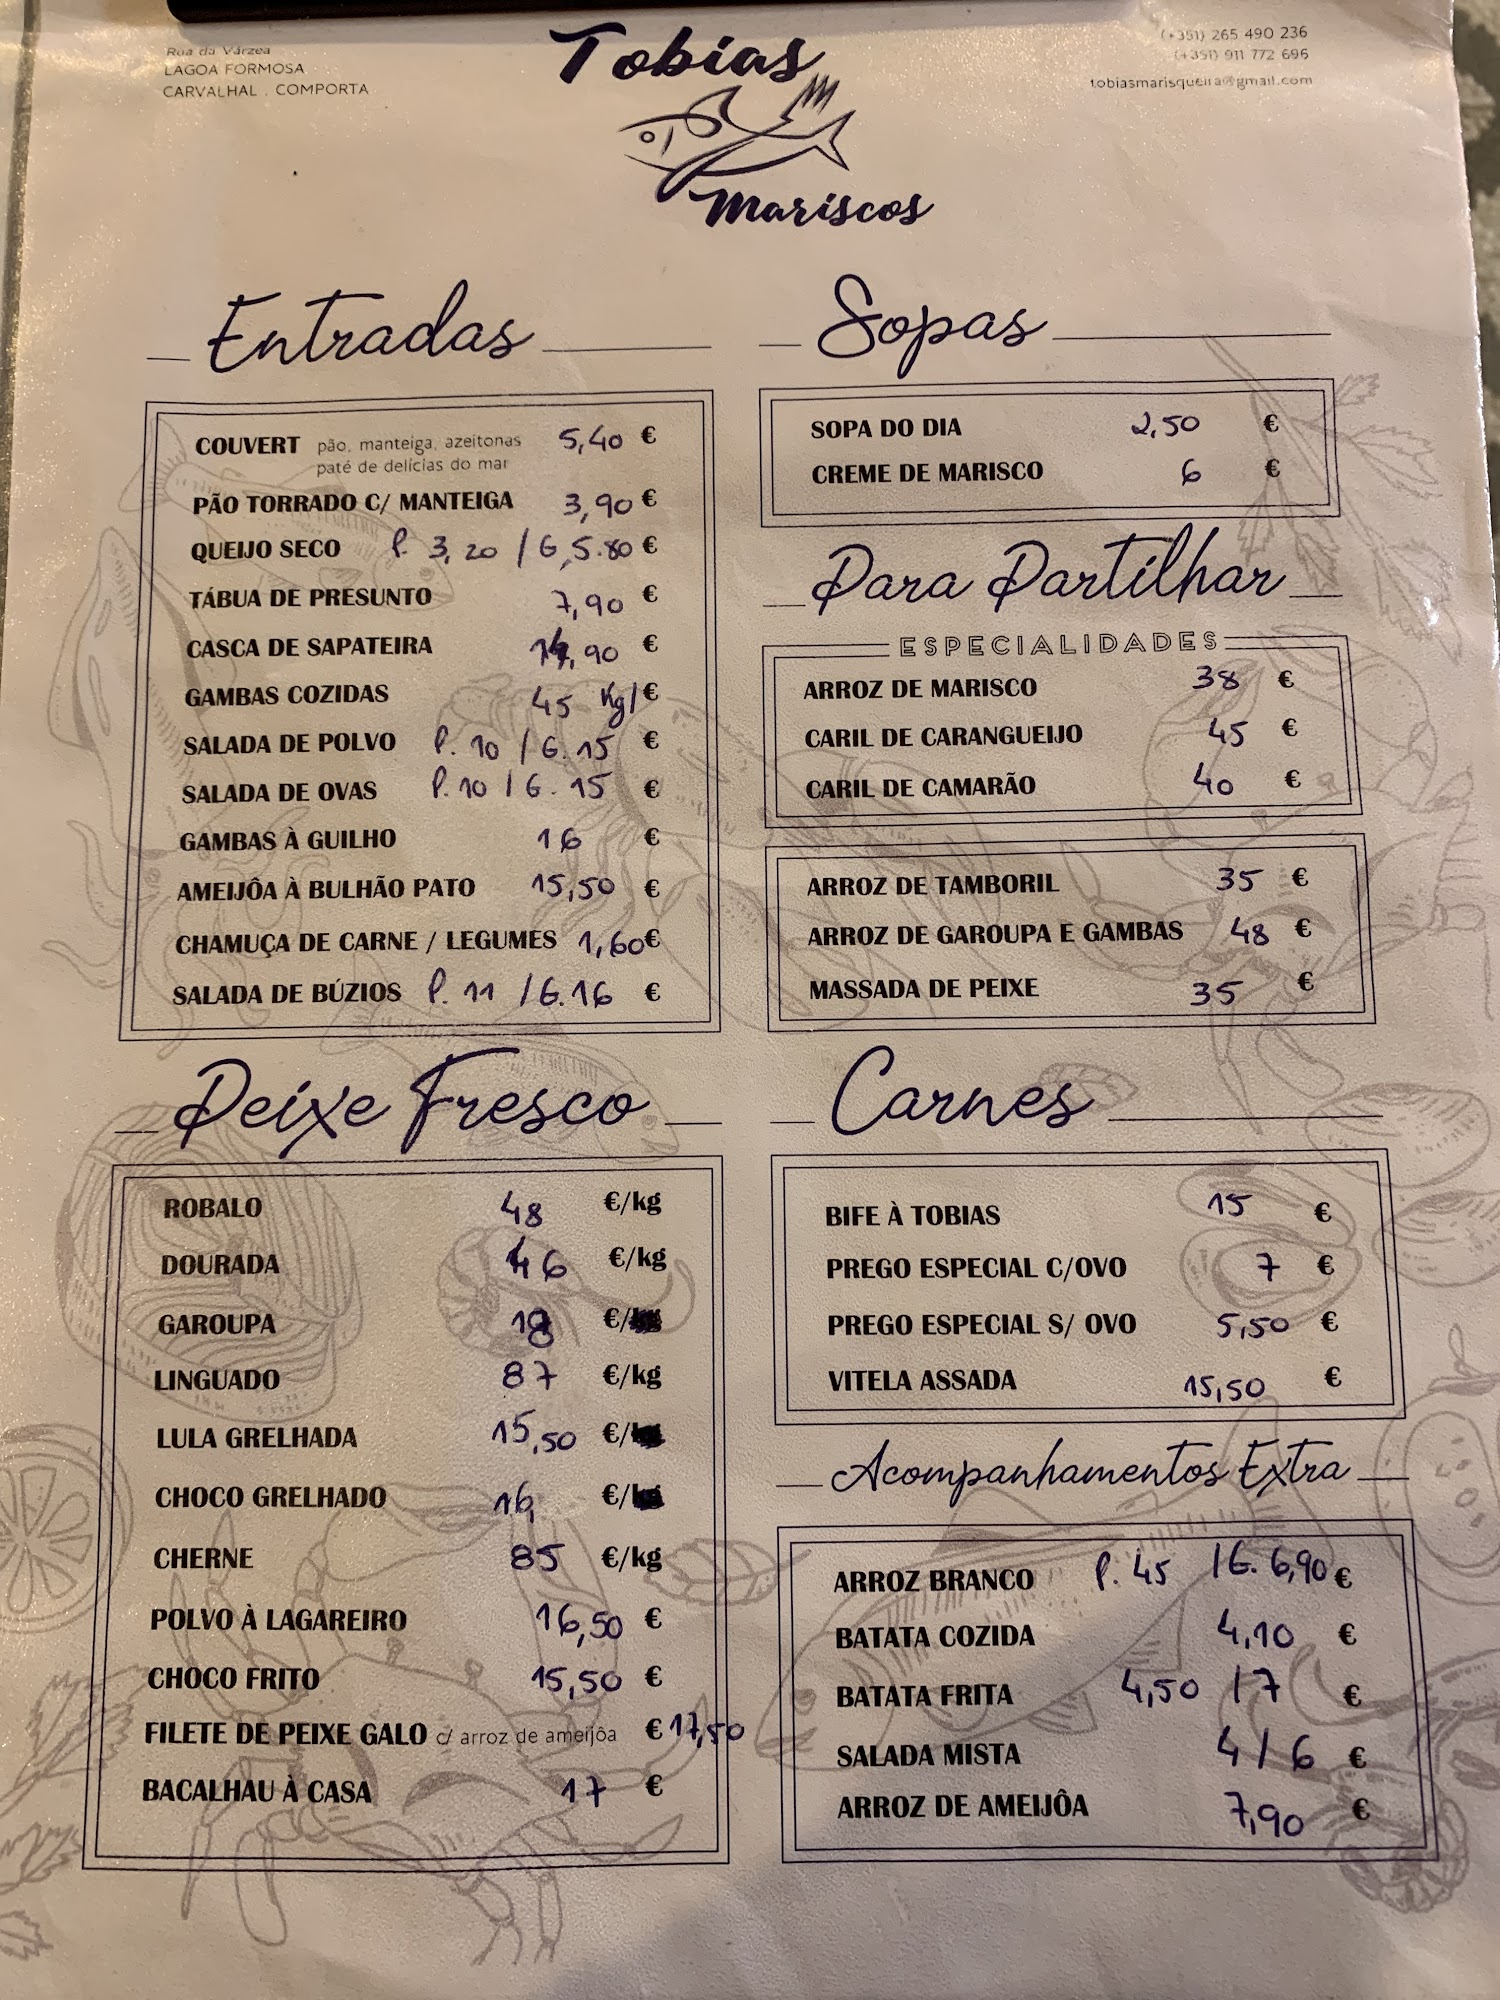 Rua da Várzea
LAGOA FORMOSA
CARVALHAL . COMPORTA
Tobias
Mariscos
(+351) 265 490 236
(+351) 911 772 696
tobiasmarisqueira@gmail.com
Entradas
COUVERT pão, manteiga, azeitonas 5,40 €
paté de delícias do mar
PÃO TORRADO C/ MANTEIGA 3,90 €
QUEIJO SECO P. 3,20 / G,5.80 €
TÁBUA DE PRESUNTO 7,90 €
CASCA DE SAPATEIRA 14,90 €
GAMBAS COZIDAS 45 Kg/€
SALADA DE POLVO P. 10 / G. 15 €
SALADA DE OVAS P. 10 / G. 15 €
GAMBAS À GUILHO 16 €
AMEIJÔA À BULHÃO PATO 15,50 €
CHAMUÇA DE CARNE / LEGUMES 1,60€
SALADA DE BÚZIOS P. 11 / G.16 €
Sopas
SOPA DO DIA 2,50 €
CREME DE MARISCO 6 €
Para Partilhar
ESPECIALIDADES
ARROZ DE MARISCO 38 €
CARIL DE CARANGUEIJO 45 €
CARIL DE CAMARÃO 40 €
ARROZ DE TAMBORIL 35 €
ARROZ DE GAROUPA E GAMBAS 48 €
MASSADA DE PEIXE 35 €
Peixe Fresco
ROBALO 48 €/kg
DOURADA 46 €/kg
GAROUPA 18 €/
LINGUADO 87 €/kg
LULA GRELHADA 15,50 €/
CHOCO GRELHADO 16, €/
CHERNE 85 €/kg
POLVO À LAGAREIRO 16,50 €
CHOCO FRITO 15,50 €
FILETE DE PEIXE GALO c/ arroz de ameijôa € 17,50
BACALHAU À CASA 17 €
Carnes
BIFE À TOBIAS 15 €
PREGO ESPECIAL C/OVO 7 €
PREGO ESPECIAL S/ OVO 5,50 €
VITELA ASSADA 15,50 €
Acompanhamentos Extra
ARROZ BRANCO P. 45 /G. 6,90 €
BATATA COZIDA 4,10 €
BATATA FRITA 4,50 / 7 €
SALADA MISTA 4 / 6 €
ARROZ DE AMEIJÔA 7,90 €